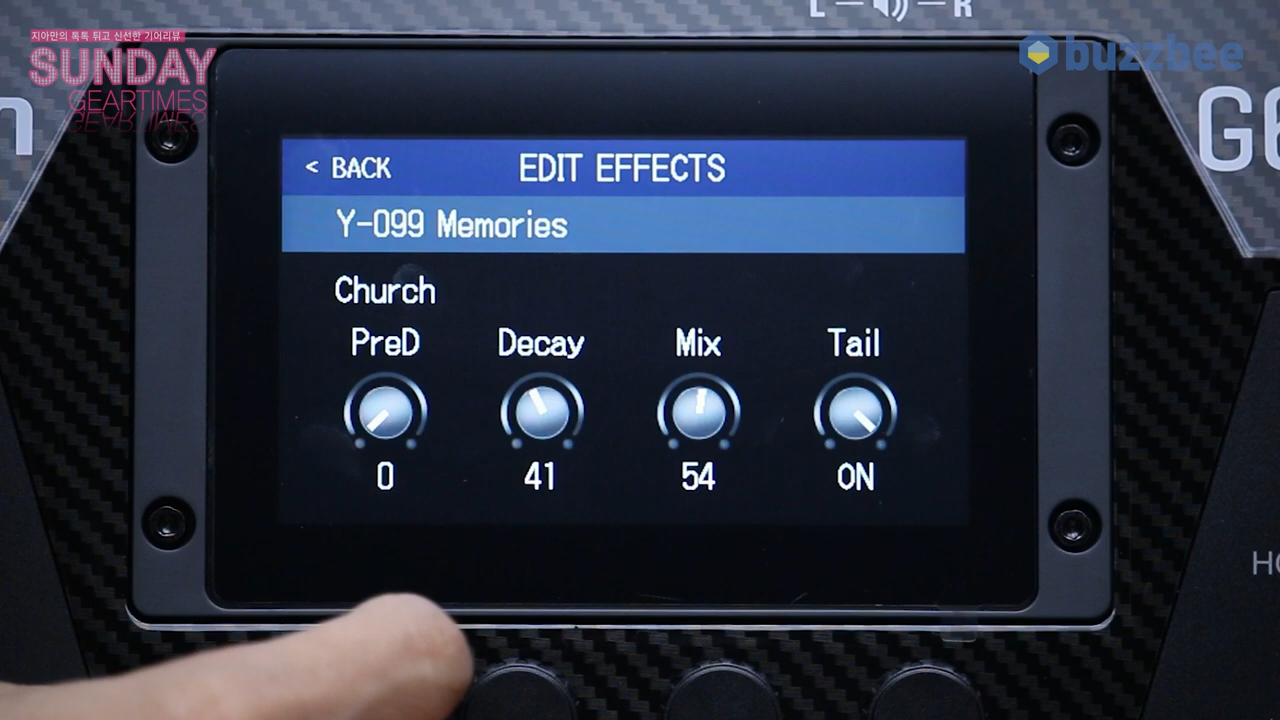 L R
지아만의 톡톡 튀고 신선한 기어리뷰
SUNDAY
GEARTIMES
buzzbee
G6
< BACK
EDIT EFFECTS
Y-099 Memories
Church
PreD Decay Mix Tail
0 41 54 ON